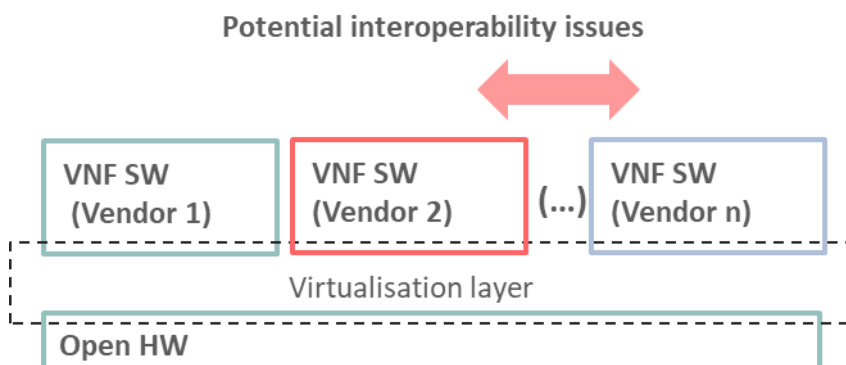 Potential interoperability issues
VNF SW
(Vendor 1)
VNF SW
(Vendor 2)
(...)
VNF SW
(Vendor n)
Virtualisation layer
Open HW